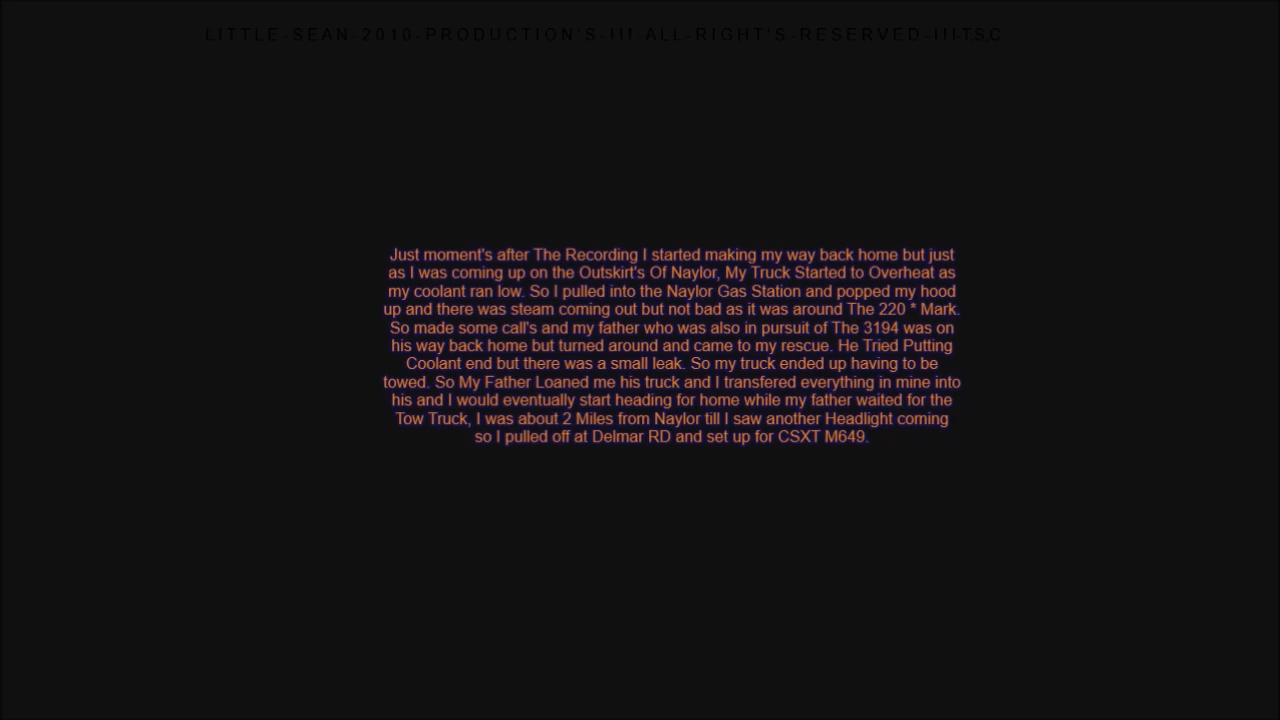 LITTLE-SEAN-2010-PRODUCTION'S-!!!-ALL-RIGHT'S-RESERVED-!!!-T.S.C
Just moment's after The Recording I started making my way back home but just
as I was coming up on the Outskirt's Of Naylor, My Truck Started to Overheat as
my coolant ran low. So I pulled into the Naylor Gas Station and popped my hood
up and there was steam coming out but not bad as it was around The 220 * Mark.
So made some call's and my father who was also in pursuit of The 3194 was on
his way back home but turned around and came to my rescue. He Tried Putting
Coolant end but there was a small leak. So my truck ended up having to be
towed. So My Father Loaned me his truck and I transfered everything in mine into
his and I would eventually start heading for home while my father waited for the
Tow Truck, I was about 2 Miles from Naylor till I saw another Headlight coming
so I pulled off at Delmar RD and set up for CSXT M649.